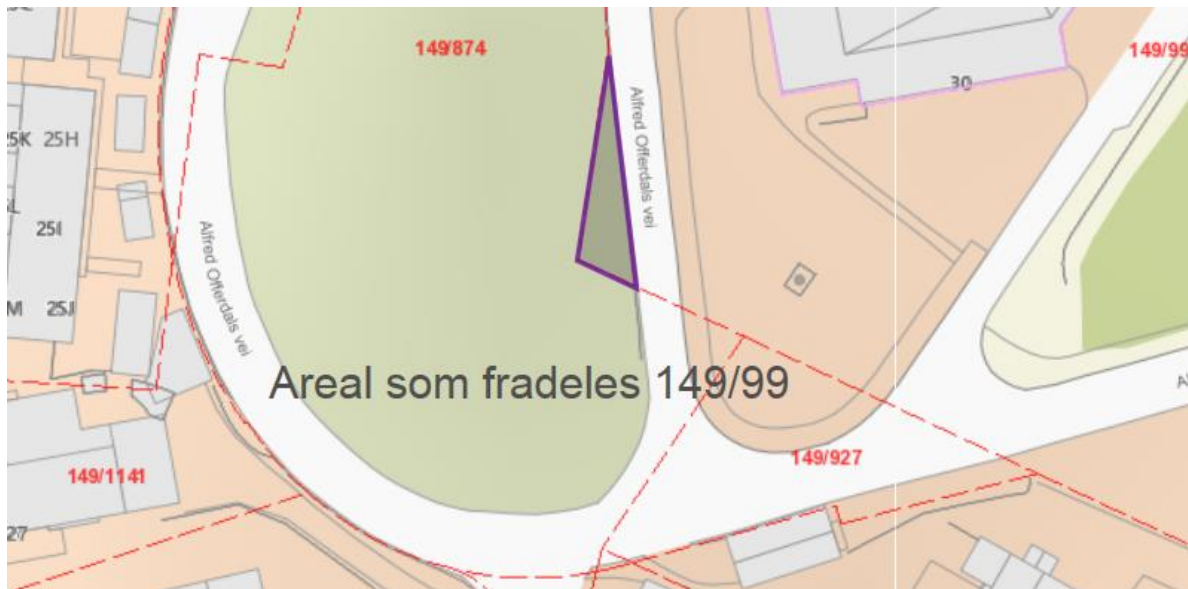 149/874
149/99
30
25K 25H
Alfred Offerdals vei
25I
Alfred Offerdals vei
M 25J
Areal som fradeles 149/99
149/927
149/1141
27